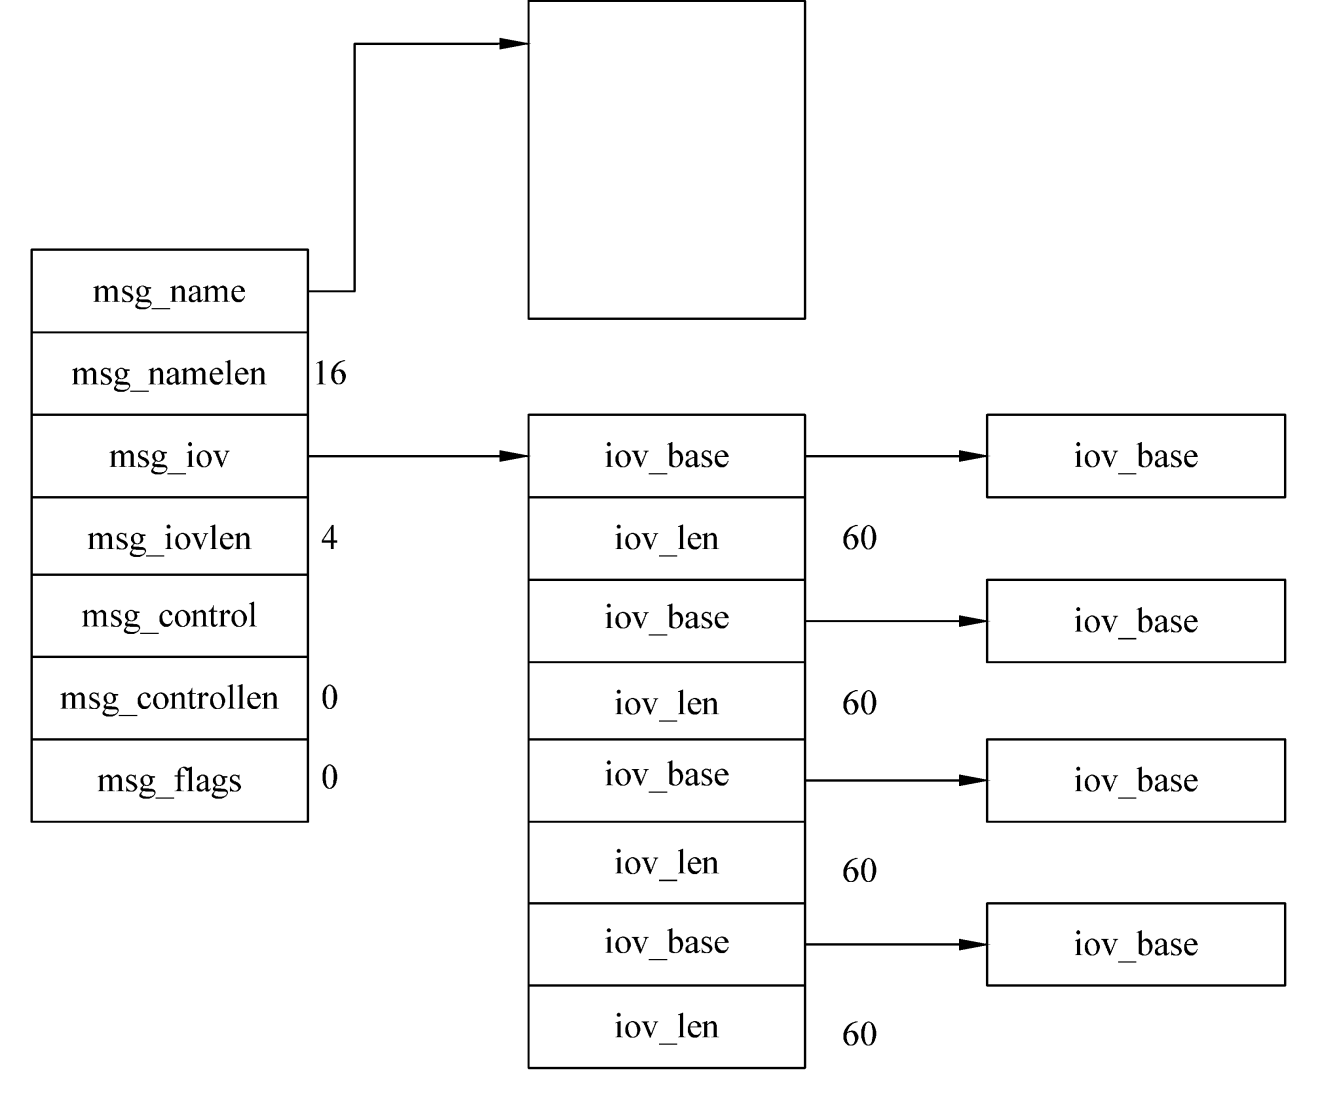 msg_name
msg_namelen 16
msg_iov iov_base iov_base
msg_iovlen 4 iov_len 60
msg_control iov_base iov_base
msg_controllen 0 iov_len 60
msg_flags 0 iov_base iov_base
iov_len 60
iov_base iov_base
iov_len 60